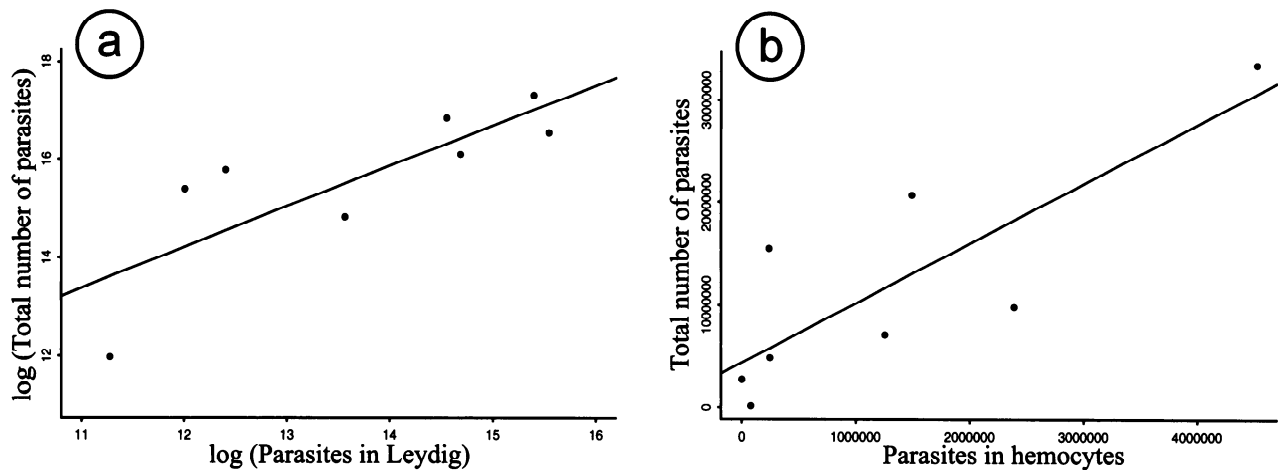 a
log (Total number of parasites)
18
16
14
12
11 12 13 14 15 16
log (Parasites in Leydig)
b
Total number of parasites
30000000
20000000
10000000
0
0 1000000 2000000 3000000 4000000
Parasites in hemocytes